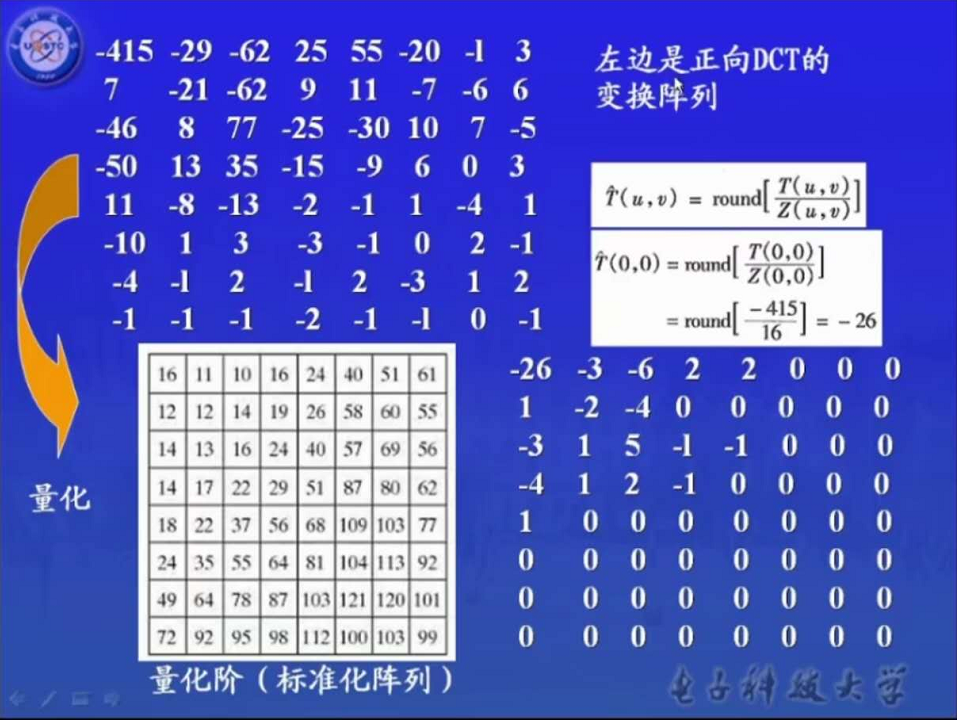 -415 -29 -62 25 55 -20 -1 3
7 -21 -62 9 11 -7 -6 6
-46 8 77 -25 -30 10 7 -5
-50 13 35 -15 -9 6 0 3
11 -8 -13 -2 -1 1 -4 1
-10 1 3 -3 -1 0 2 -1
-4 -1 2 -1 2 -3 1 2
-1 -1 -1 -2 -1 -1 0 -1
左边是正向DCT的
变换阵列
T̂(u,v) = round[T(u,v)/Z(u,v)]
T̂(0,0) = round[T(0,0)/Z(0,0)]
= round[-415/16] = -26
量化
16 11 10 16 24 40 51 61
12 12 14 19 26 58 60 55
14 13 16 24 40 57 69 56
14 17 22 29 51 87 80 62
18 22 37 56 68 109 103 77
24 35 55 64 81 104 113 92
49 64 78 87 103 121 120 101
72 92 95 98 112 100 103 99
量化阶（标准化阵列）
-26 -3 -6 2 2 0 0 0
1 -2 -4 0 0 0 0 0
-3 1 5 -1 -1 0 0 0
-4 1 2 -1 0 0 0 0
1 0 0 0 0 0 0 0
0 0 0 0 0 0 0 0
0 0 0 0 0 0 0 0
0 0 0 0 0 0 0 0
电子科技大学